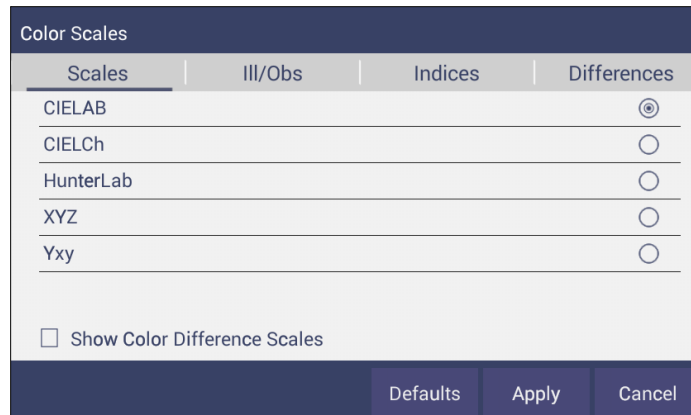 Color Scales
Scales Ill/Obs Indices Differences
CIELAB
CIELCh
HunterLab
XYZ
Yxy
Show Color Difference Scales
Defaults Apply Cancel